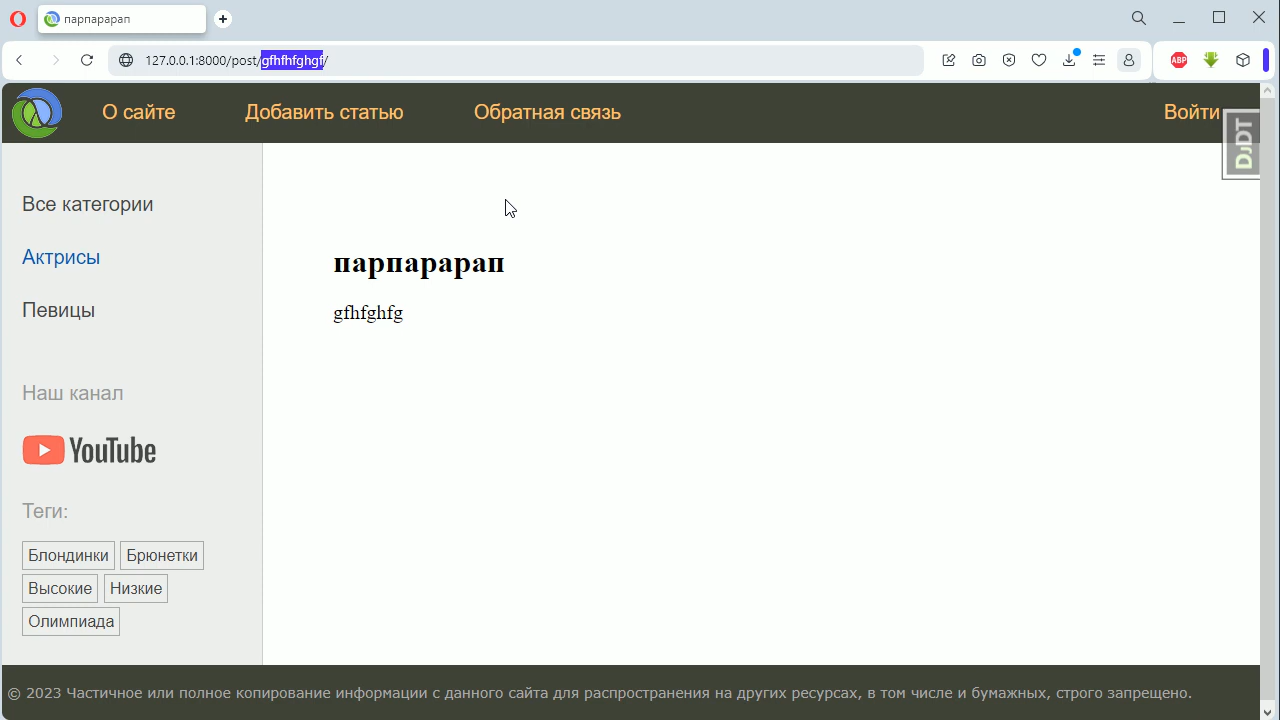 парпарарап
127.0.0.1:8000/post/gfhfhfghgf/
ABP
О сайте Добавить статью Обратная связь Войти
DjDT
Все категории
Актрисы
Певицы
парпарарап
gfhfghfg
Наш канал
YouTube
Теги:
Блондинки Брюнетки
Высокие Низкие
Олимпиада
© 2023 Частичное или полное копирование информации с данного сайта для распространения на других ресурсах, в том числе и бумажных, строго запрещено.